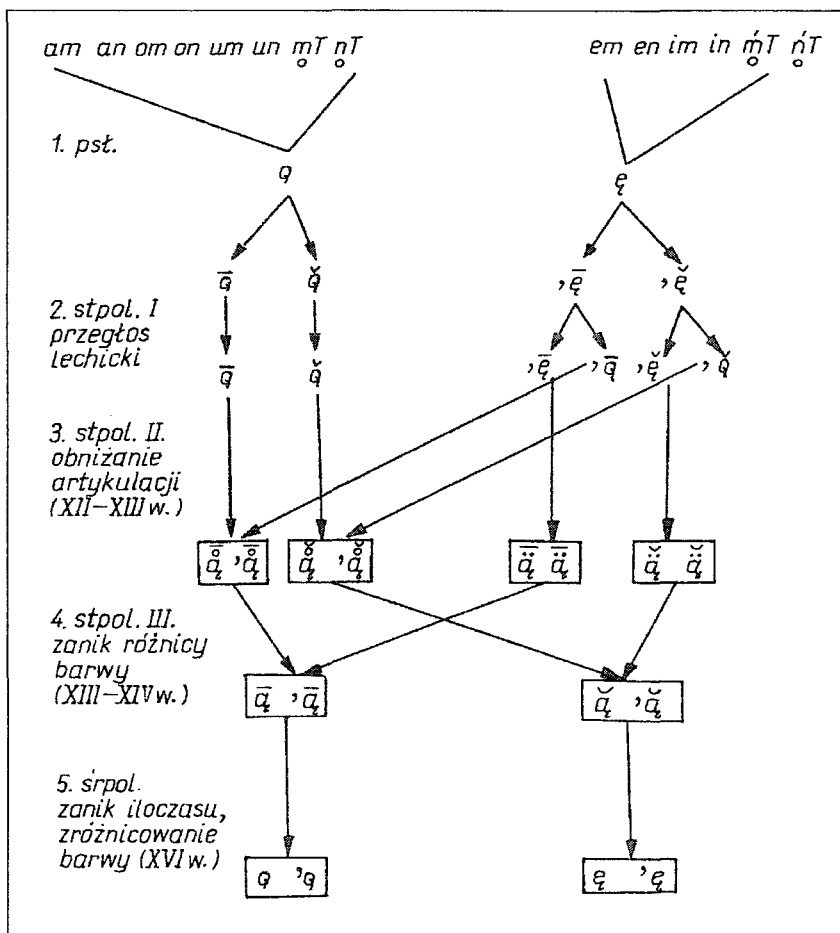 am an om on um un m̥T n̥T em en im in ḿ̥T ń̥T
1. psł.
ǫ ę
ǭ ǫ̆ ,ę̄ ,ę̆
2. stpol. I
przegłos
lechicki
ǭ ǫ̆ ,ę̄ ,ǭ ,ę̆ ,ǫ̆
3. stpol. II.
obniżanie
artykulacji
(XII–XIII w.)
ą̊̄ ,ą̊̄ ą̊̆ ,ą̊̆ ą̈̄ ą̈̄ ą̈̆ ą̈̆
4. stpol. III.
zanik różnicy
barwy
(XIII–XIV w.)
ą̄ ,ą̄ ą̆ ,ą̆
5. śrpol.
zanik iloczasu,
zróżnicowanie
barwy (XVI w.)
ǫ ,ǫ ę ,ę